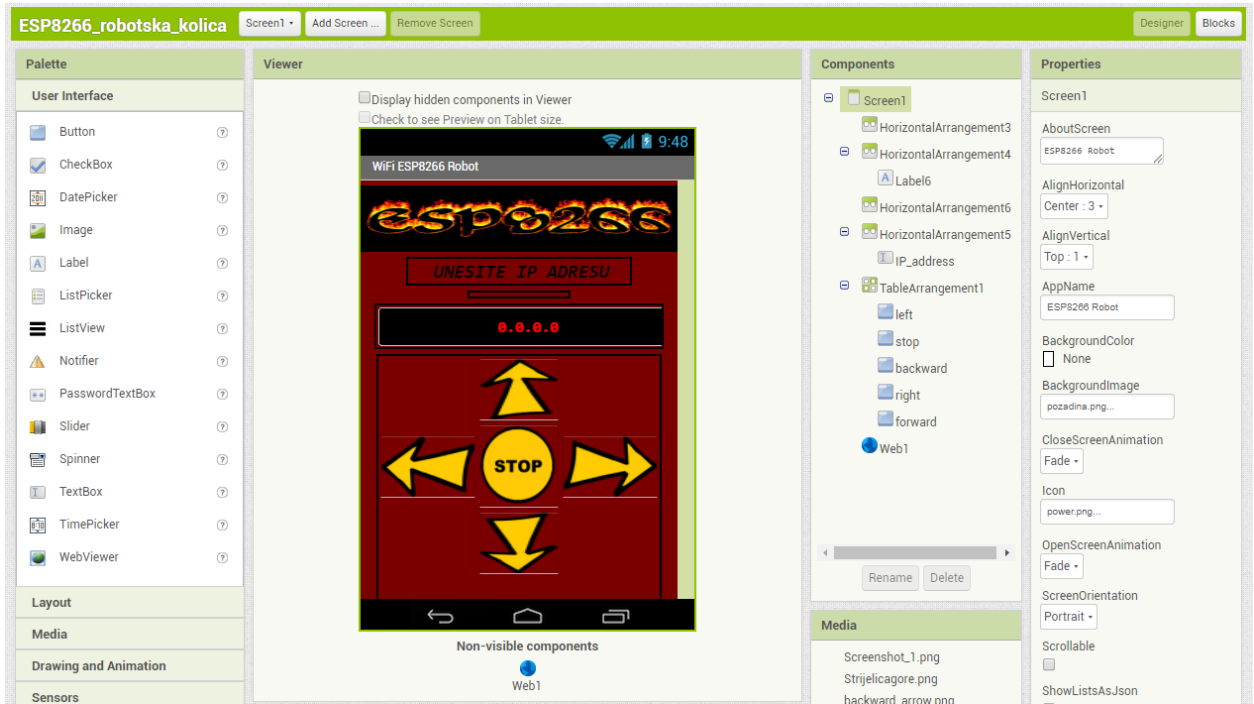 ESP8266_robotska_kolica
Screen1
Add Screen ...
Remove Screen
Designer
Blocks
Palette
User Interface
Button
CheckBox
DatePicker
Image
Label
ListPicker
ListView
Notifier
PasswordTextBox
Slider
Spinner
TextBox
TimePicker
WebViewer
Layout
Media
Drawing and Animation
Sensors
Viewer
Display hidden components in Viewer
Check to see Preview on Tablet size.
9:48
WiFi ESP8266 Robot
esp8266
UNESITE IP ADRESU
0.0.0.0
STOP
Non-visible components
Web1
Components
Screen1
HorizontalArrangement3
HorizontalArrangement4
Label6
HorizontalArrangement6
HorizontalArrangement5
IP_address
TableArrangement1
left
stop
backward
right
forward
Web1
Rename
Delete
Media
Screenshot_1.png
Strijelicagore.png
backward_arrow.png
Properties
Screen1
AboutScreen
ESP8266 Robot
AlignHorizontal
Center : 3
AlignVertical
Top : 1
AppName
ESP8266 Robot
BackgroundColor
None
BackgroundImage
pozadina.png...
CloseScreenAnimation
Fade
Icon
power.png...
OpenScreenAnimation
Fade
ScreenOrientation
Portrait
Scrollable
ShowListsAsJson